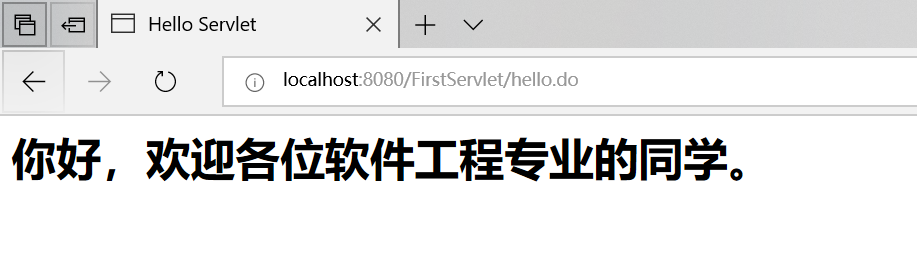 Hello Servlet
localhost:8080/FirstServlet/hello.do
你好，欢迎各位软件工程专业的同学。